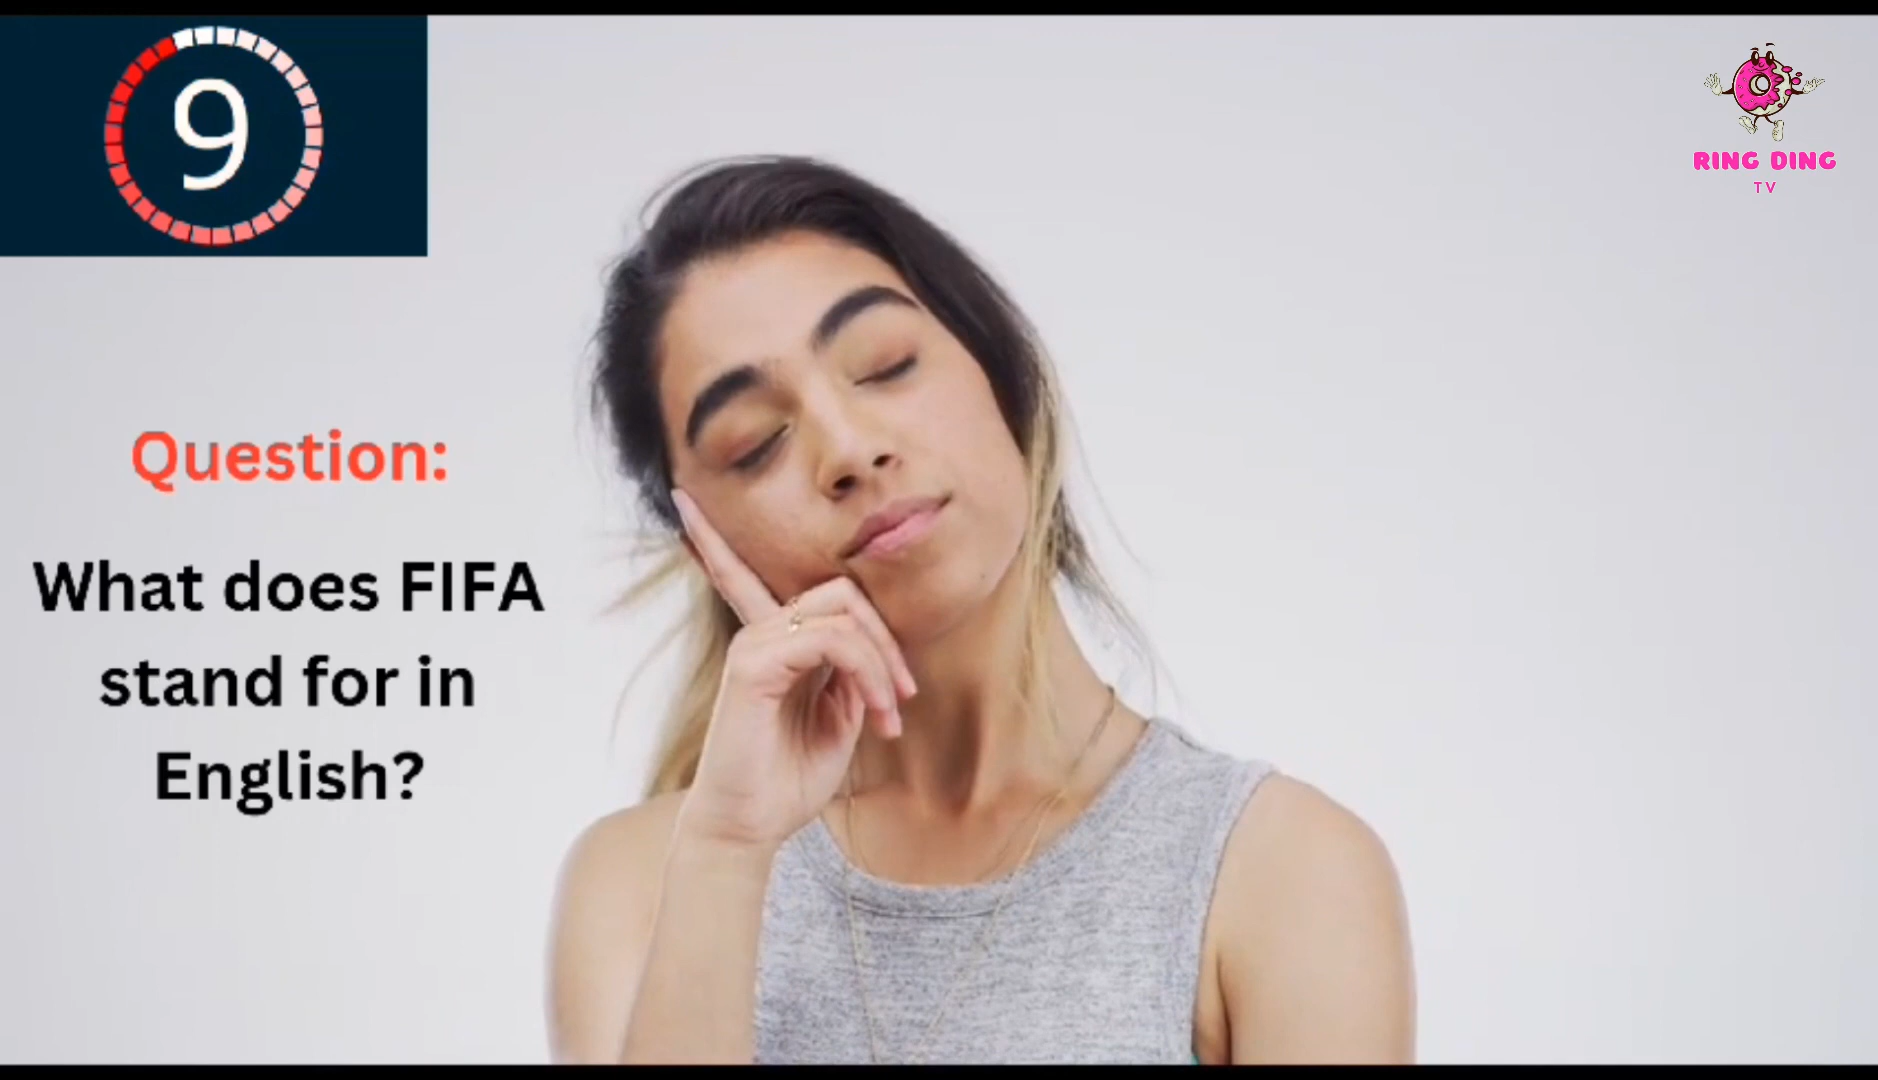 9
RING DING
TV
Question:
What does FIFA
stand for in
English?